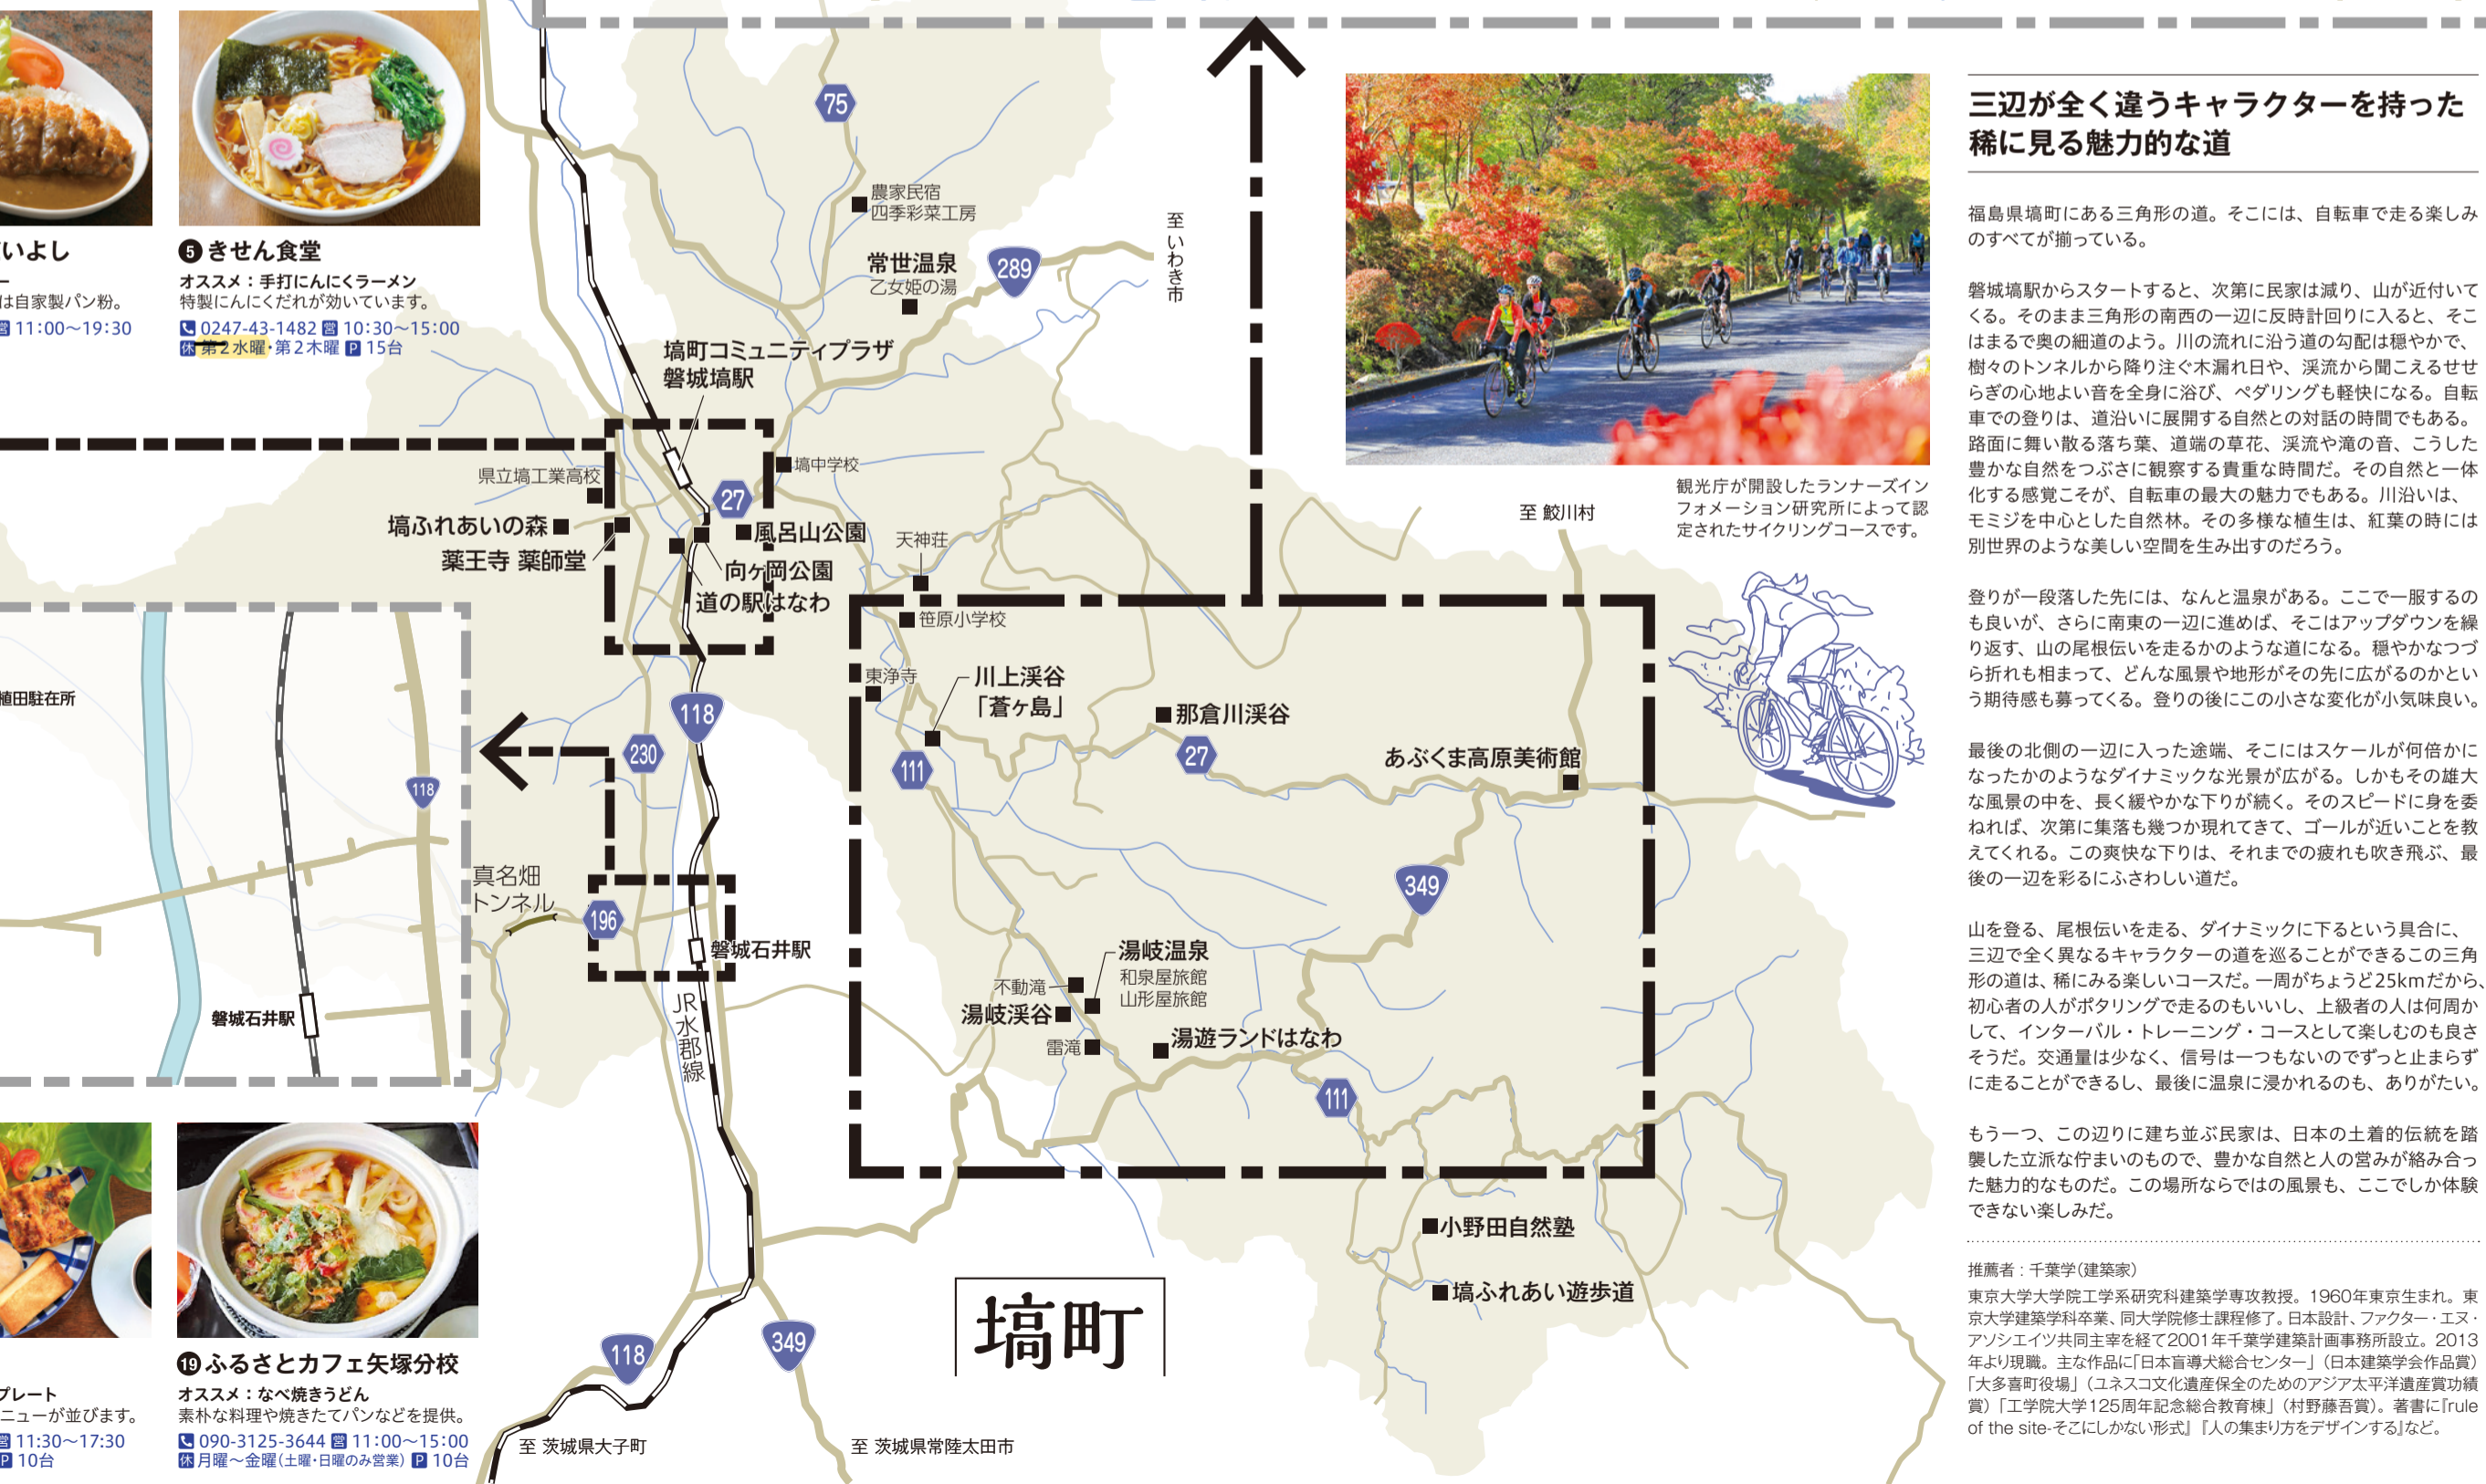 いよし
ー
は自家製パン粉。
営 11：00〜19：30
❺ きせん食堂
オススメ：手打にんにくラーメン
特製にんにくだれが効いています。
0247-43-1482 営 10：30〜15：00
休 第2水曜・第2木曜 P 15台
75
農家民宿
四季彩菜工房
常世温泉
乙女姫の湯
289
至 いわき市
塙町コミュニティプラザ
磐城塙駅
県立塙工業高校
塙中学校
27
塙ふれあいの森
薬王寺 薬師堂
風呂山公園
向ヶ岡公園
道の駅はなわ
天神荘
笹原小学校
至 鮫川村
植田駐在所
118
磐城石井駅
118
230
真名畑
トンネル
196
磐城石井駅
JR水郡線
東浄寺
川上渓谷
「蒼ヶ島」
111
那倉川渓谷
27
あぶくま高原美術館
349
湯岐温泉
和泉屋旅館
山形屋旅館
不動滝
湯岐渓谷
雷滝
湯遊ランドはなわ
111
小野田自然塾
塙ふれあい遊歩道
塙町
118
349
至 茨城県大子町
至 茨城県常陸太田市
プレート
ニューが並びます。
営 11：30〜17：30
P 10台
⓳ ふるさとカフェ矢塚分校
オススメ：なべ焼きうどん
素朴な料理や焼きたてパンなどを提供。
090-3125-3644 営 11：00〜15：00
休 月曜〜金曜（土曜・日曜のみ営業） P 10台
観光庁が開設したランナーズイン
フォメーション研究所によって認
定されたサイクリングコースです。
三辺が全く違うキャラクターを持った
稀に見る魅力的な道
福島県塙町にある三角形の道。そこには、自転車で走る楽しみ
のすべてが揃っている。
磐城塙駅からスタートすると、次第に民家は減り、山が近付いて
くる。そのまま三角形の南西の一辺に反時計回りに入ると、そこ
はまるで奥の細道のよう。川の流れに沿う道の勾配は穏やかで、
樹々のトンネルから降り注ぐ木漏れ日や、渓流から聞こえるせせ
らぎの心地よい音を全身に浴び、ペダリングも軽快になる。自転
車での登りは、道沿いに展開する自然との対話の時間でもある。
路面に舞い散る落ち葉、道端の草花、渓流や滝の音、こうした
豊かな自然をつぶさに観察する貴重な時間だ。その自然と一体
化する感覚こそが、自転車の最大の魅力でもある。川沿いは、
モミジを中心とした自然林。その多様な植生は、紅葉の時には
別世界のような美しい空間を生み出すのだろう。
登りが一段落した先には、なんと温泉がある。ここで一服するの
も良いが、さらに南東の一辺に進めば、そこはアップダウンを繰
り返す、山の尾根伝いを走るかのような道になる。穏やかなつづ
ら折れも相まって、どんな風景や地形がその先に広がるのかとい
う期待感も募ってくる。登りの後にこの小さな変化が小気味良い。
最後の北側の一辺に入った途端、そこにはスケールが何倍かに
なったかのようなダイナミックな光景が広がる。しかもその雄大
な風景の中を、長く緩やかな下りが続く。そのスピードに身を委
ねれば、次第に集落も幾つか現れてきて、ゴールが近いことを教
えてくれる。この爽快な下りは、それまでの疲れも吹き飛ぶ、最
後の一辺を彩るにふさわしい道だ。
山を登る、尾根伝いを走る、ダイナミックに下るという具合に、
三辺で全く異なるキャラクターの道を巡ることができるこの三角
形の道は、稀にみる楽しいコースだ。一周がちょうど25kmだから、
初心者の人がポタリングで走るのもいいし、上級者の人は何周か
して、インターバル・トレーニング・コースとして楽しむのも良さ
そうだ。交通量は少なく、信号は一つもないのでずっと止まらず
に走ることができるし、最後に温泉に浸かれるのも、ありがたい。
もう一つ、この辺りに建ち並ぶ民家は、日本の土着的伝統を踏
襲した立派な佇まいのもので、豊かな自然と人の営みが絡み合っ
た魅力的なものだ。この場所ならではの風景も、ここでしか体験
できない楽しみだ。
推薦者：千葉学（建築家）
東京大学大学院工学系研究科建築学専攻教授。1960年東京生まれ。東
京大学建築学科卒業、同大学院修士課程修了。日本設計、ファクター・エヌ・
アソシエイツ共同主宰を経て2001年千葉学建築計画事務所設立。2013
年より現職。主な作品に「日本盲導犬総合センター」（日本建築学会作品賞）
「大多喜町役場」（ユネスコ文化遺産保全のためのアジア太平洋遺産賞功績
賞）「工学院大学125周年記念総合教育棟」（村野藤吾賞）。著書に『rule
of the site-そこにしかない形式』『人の集まり方をデザインする』など。